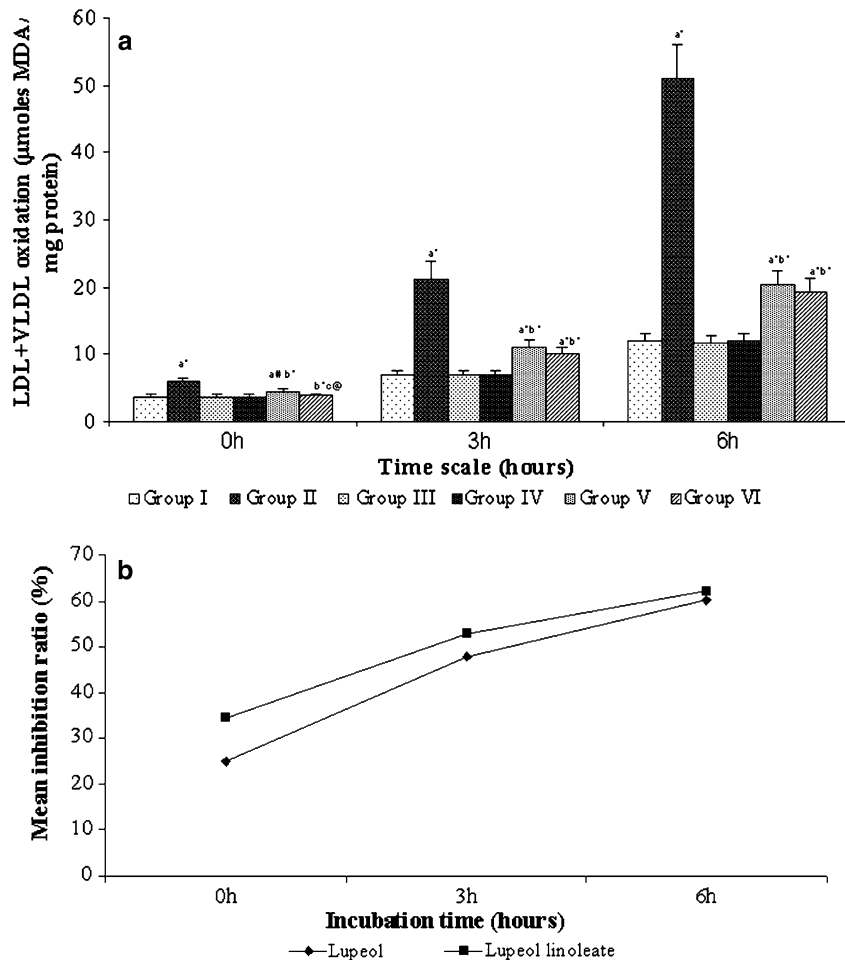 a
LDL+VLDL oxidation (μmoles MDA/
mg protein
60
50
40
30
20
10
0
a*
a# b*
b*c@
a*
a*b*
a*b*
a*
a*b*
a*b*
0h 3h 6h
Time scale (hours)
Group I Group II Group III Group IV Group V Group VI
b
Mean inhibition ratio (%)
70
60
50
40
30
20
10
0
0h 3h 6h
Incubation time (hours)
Lupeol Lupeol linoleate